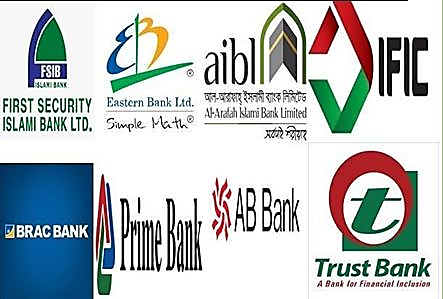 FSIB
ISLAMI BANK
FIRST SECURITY
ISLAMI BANK LTD.
EB
Eastern Bank Ltd.
Simple Math®
aibl
আল-আরাফাহ্ ইসলামী ব্যাংক লিমিটেড
Al-Arafah Islami Bank Limited
IFIC
BRAC BANK
Prime Bank
AB Bank
t
Trust Bank
A Bank for Financial Inclusion